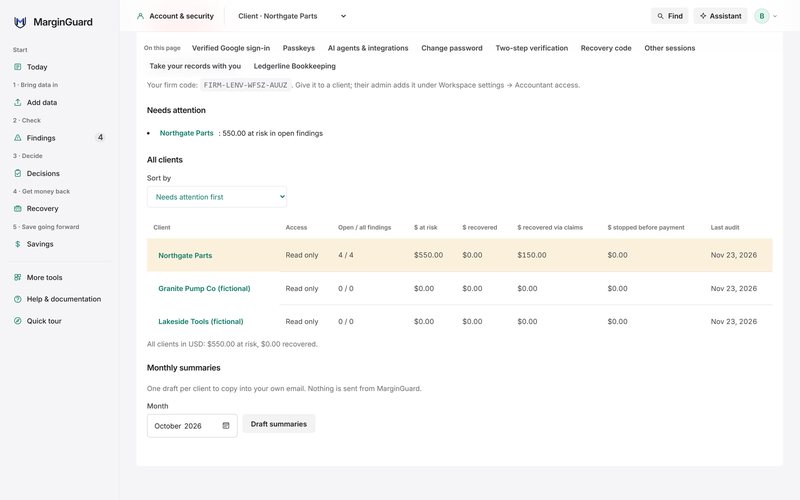 MarginGuard
Account & security
Client · Northgate Parts
Find
Assistant
B
Start
Today
1 · Bring data in
Add data
2 · Check
Findings
4
3 · Decide
Decisions
4 · Get money back
Recovery
5 · Save going forward
Savings
More tools
Help & documentation
Quick tour
On this page
Verified Google sign-in
Passkeys
AI agents & integrations
Change password
Two-step verification
Recovery code
Other sessions
Take your records with you
Ledgerline Bookkeeping
Your firm code: FIRM-LENV-WFSZ-AUUZ. Give it to a client; their admin adds it under Workspace settings → Accountant access.
Needs attention
• Northgate Parts : 550.00 at risk in open findings
All clients
Sort by
Needs attention first
Client Access Open / all findings $ at risk $ recovered $ recovered via claims $ stopped before payment Last audit
Northgate Parts Read only 4 / 4 $550.00 $0.00 $150.00 $0.00 Nov 23, 2026
Granite Pump Co (fictional) Read only 0 / 0 $0.00 $0.00 $0.00 $0.00 Nov 23, 2026
Lakeside Tools (fictional) Read only 0 / 0 $0.00 $0.00 $0.00 $0.00 Nov 23, 2026
All clients in USD: $550.00 at risk, $0.00 recovered.
Monthly summaries
One draft per client to copy into your own email. Nothing is sent from MarginGuard.
Month
October 2026
Draft summaries